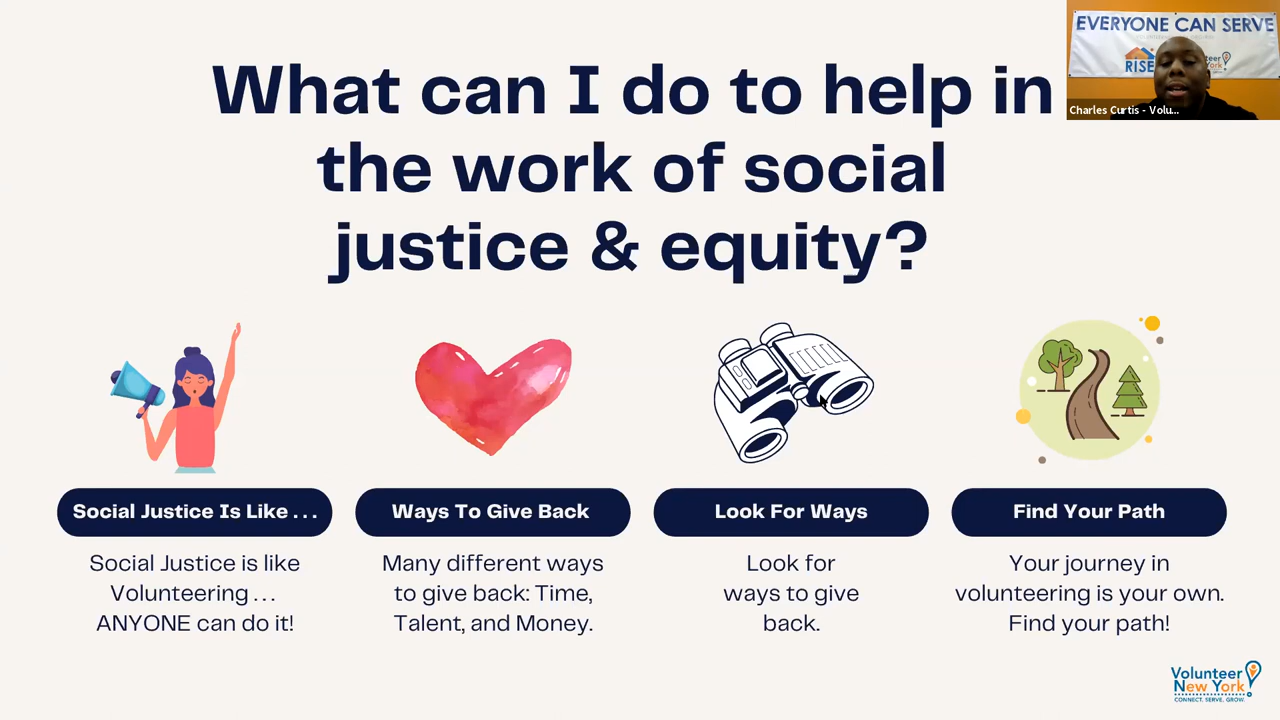 EVERYONE CAN SERVE
RISE
Charles Curtis - Volu...
What can I do to help in
the work of social
justice & equity?
Social Justice Is Like . . .
Ways To Give Back
Look For Ways
Find Your Path
Social Justice is like
Volunteering . . .
ANYONE can do it!
Many different ways
to give back: Time,
Talent, and Money.
Look for
ways to give
back.
Your journey in
volunteering is your own.
Find your path!
Volunteer
New York
CONNECT. SERVE. GROW.